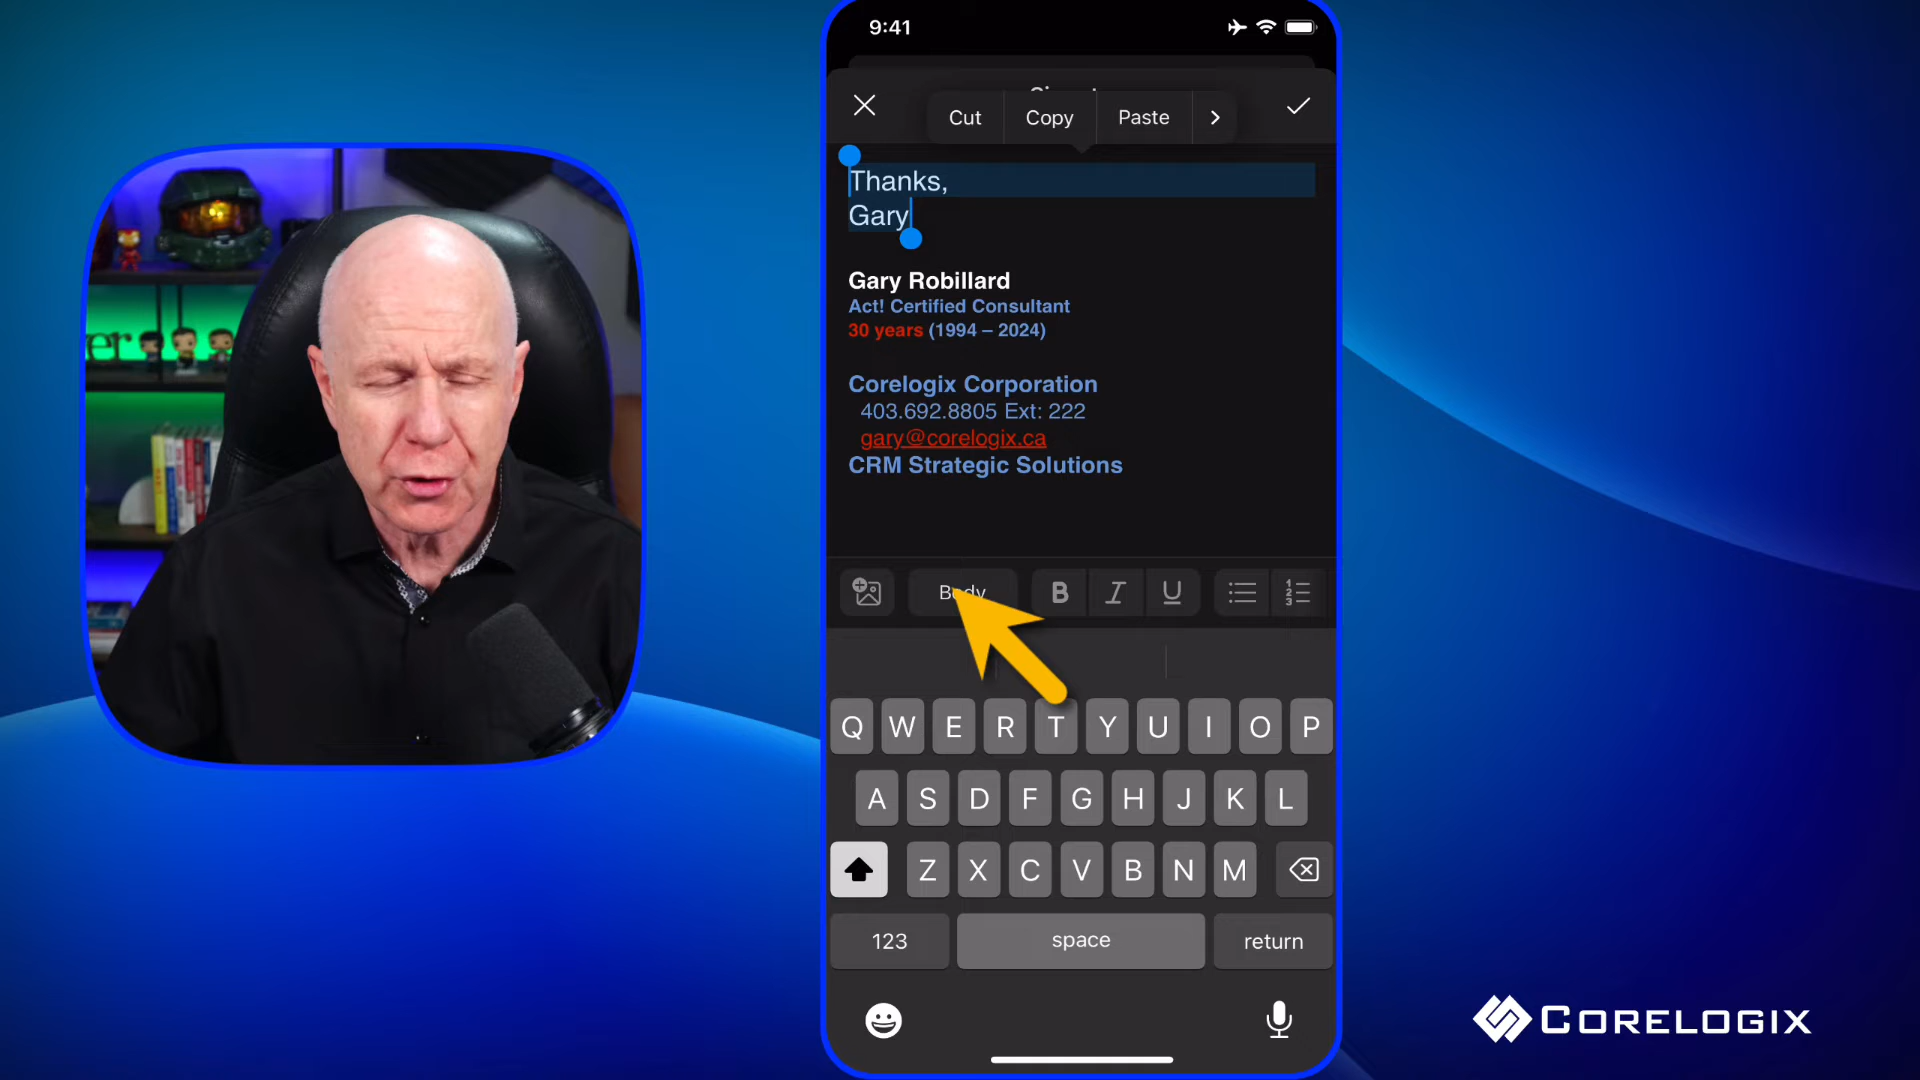 9:41
Cut Copy Paste
Thanks,
Gary
Gary Robillard
Act! Certified Consultant
30 years (1994 – 2024)
Corelogix Corporation
403.692.8805 Ext: 222
gary@corelogix.ca
CRM Strategic Solutions
Body B I U
Q W E R T Y U I O P
A S D F G H J K L
Z X C V B N M
123 space return
CORELOGIX